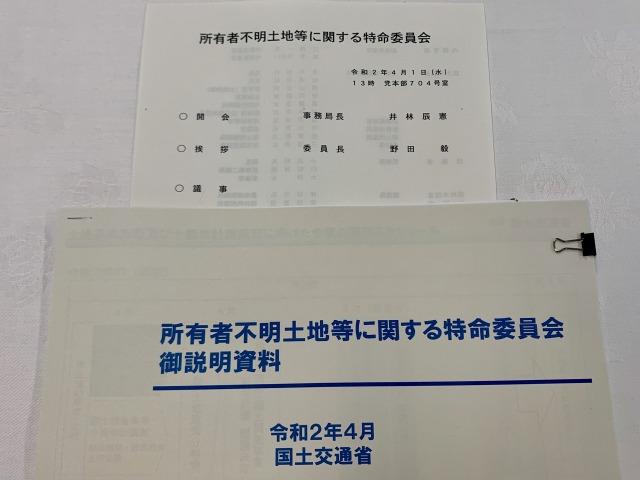 所有者不明土地等に関する特命委員会
令和2年4月1日(水)
13時 党本部704号室
○ 開 会 事務局長 井林辰憲
○ 挨 拶 委員長 野田 毅
○ 議 事
所有者不明土地等に関する特命委員会
御説明資料
令和2年4月
国土交通省